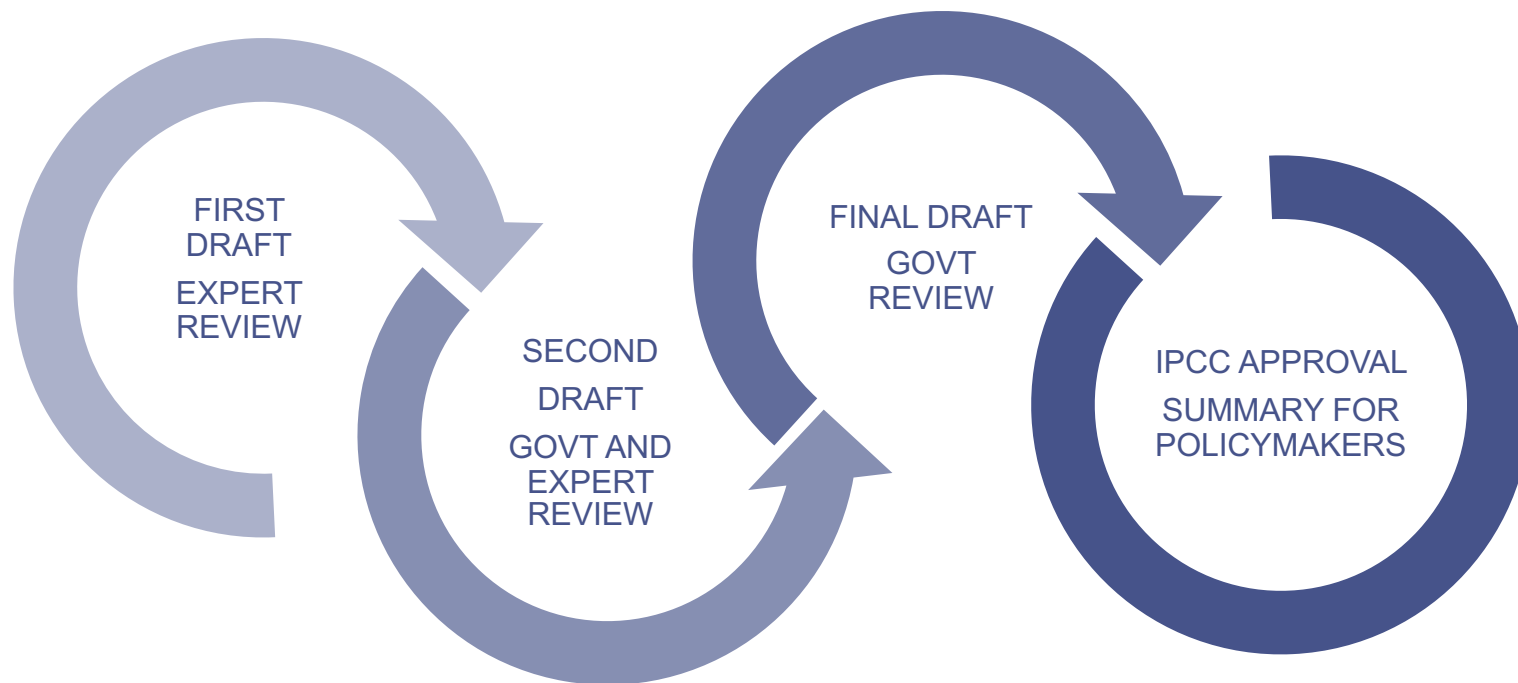 FIRST
DRAFT
EXPERT
REVIEW
SECOND
DRAFT
GOVT AND
EXPERT
REVIEW
FINAL DRAFT
GOVT
REVIEW
IPCC APPROVAL
SUMMARY FOR
POLICYMAKERS